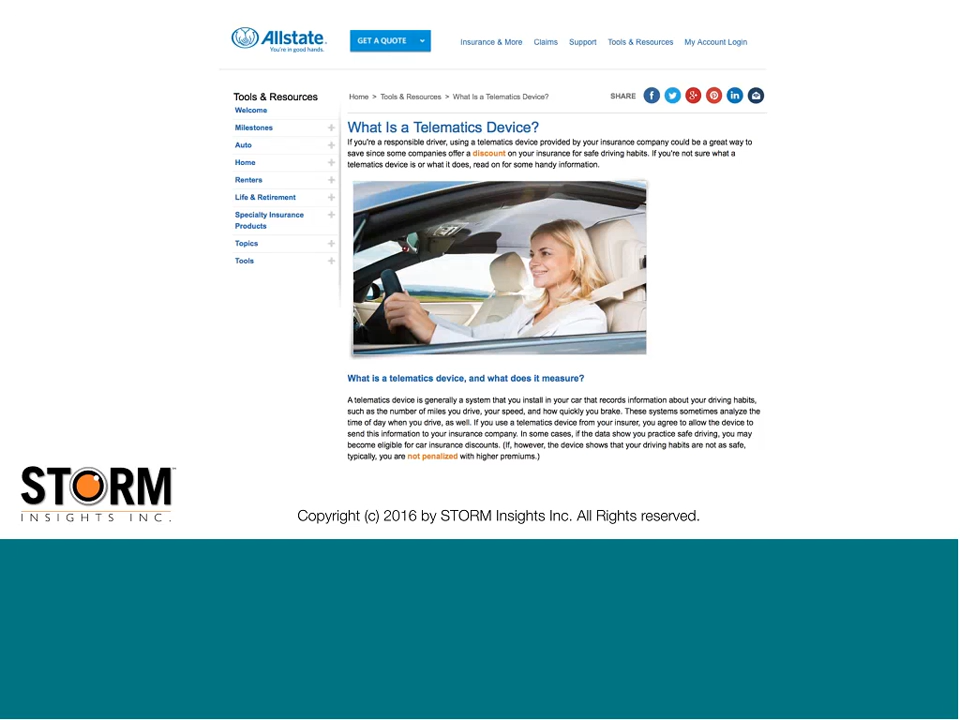 Allstate.
You're in good hands.
GET A QUOTE
Insurance & More Claims Support Tools & Resources My Account Login
Tools & Resources
Welcome
Milestones
Auto
Home
Renters
Life & Retirement
Specialty Insurance
Products
Topics
Tools
Home > Tools & Resources > What Is a Telematics Device?
SHARE
What Is a Telematics Device?
If you're a responsible driver, using a telematics device provided by your insurance company could be a great way to
save since some companies offer a discount on your insurance for safe driving habits. If you're not sure what a
telematics device is or what it does, read on for some handy information.
What is a telematics device, and what does it measure?
A telematics device is generally a system that you install in your car that records information about your driving habits,
such as the number of miles you drive, your speed, and how quickly you brake. These systems sometimes analyze the
time of day when you drive, as well. If you use a telematics device from your insurer, you agree to allow the device to
send this information to your insurance company. In some cases, if the data show you practice safe driving, you may
become eligible for car insurance discounts. (If, however, the device shows that your driving habits are not as safe,
typically, you are not penalized with higher premiums.)
STORM™
INSIGHTS INC.
Copyright (c) 2016 by STORM Insights Inc. All Rights reserved.